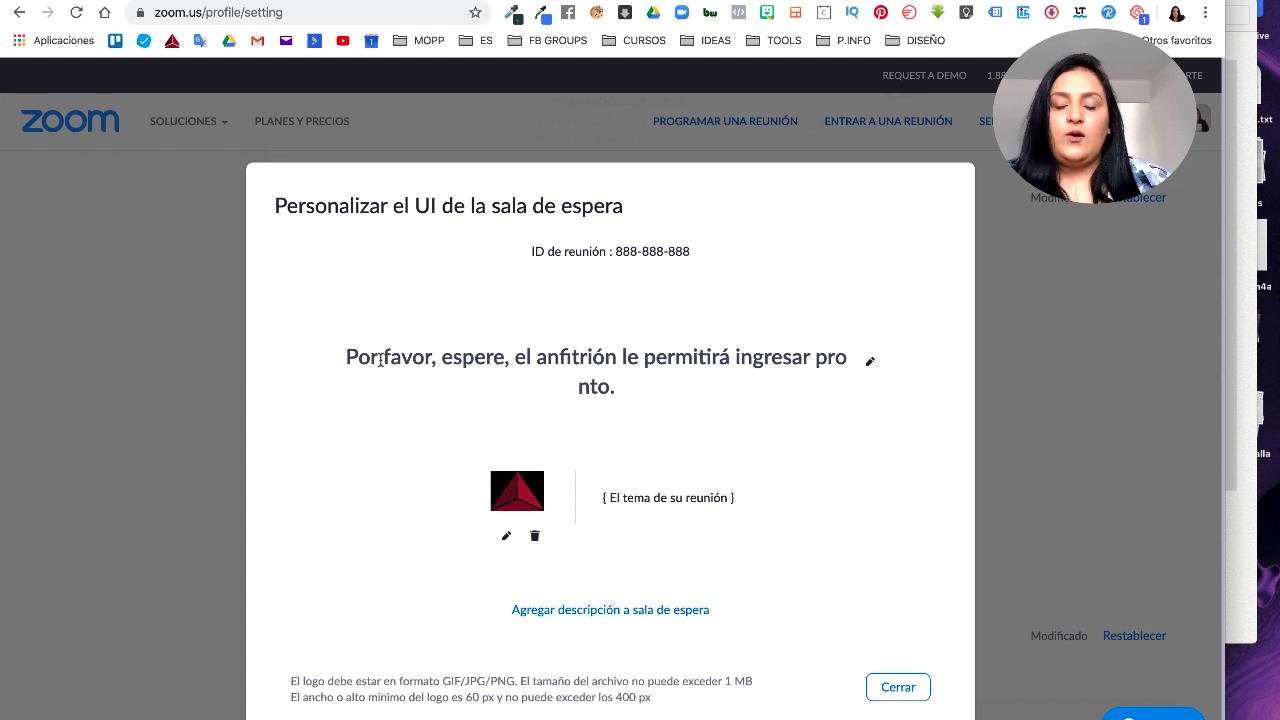 zoom.us/profile/setting
Aplicaciones
MOPP
ES
FB GROUPS
CURSOS
IDEAS
TOOLS
P.INFO
DISEÑO
Otros favoritos
REQUEST A DEMO
zoom
SOLUCIONES
PLANES Y PRECIOS
PROGRAMAR UNA REUNIÓN
ENTRAR A UNA REUNIÓN
Personalizar el UI de la sala de espera
ID de reunión : 888-888-888
Por favor, espere, el anfitrión le permitirá ingresar pro
nto.
{ El tema de su reunión }
Agregar descripción a sala de espera
Modificado Restablecer
El logo debe estar en formato GIF/JPG/PNG. El tamaño del archivo no puede exceder 1 MB
El ancho o alto mínimo del logo es 60 px y no puede exceder los 400 px
Cerrar